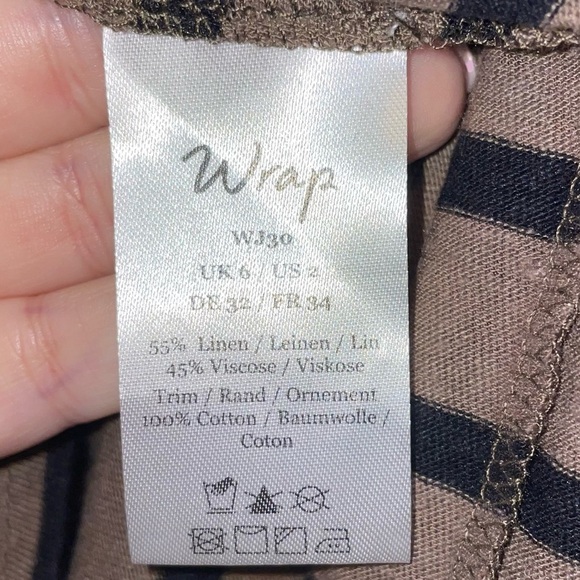 Wrap
WJ30
UK 6 / US 2
DE 32 / FR 34
55% Linen / Leinen / Lin
45% Viscose / Viskose
Trim / Rand / Ornement
100% Cotton / Baumwolle /
Coton